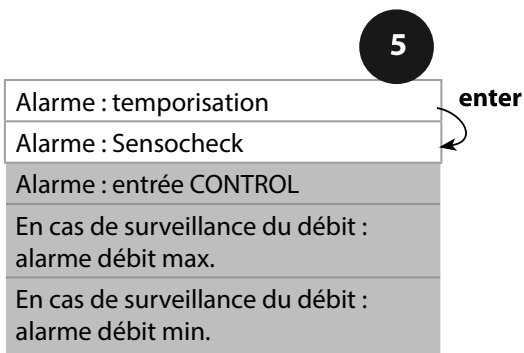 5
Alarme : temporisation
enter
Alarme : Sensocheck
Alarme : entrée CONTROL
En cas de surveillance du débit :
alarme débit max.
En cas de surveillance du débit :
alarme débit min.